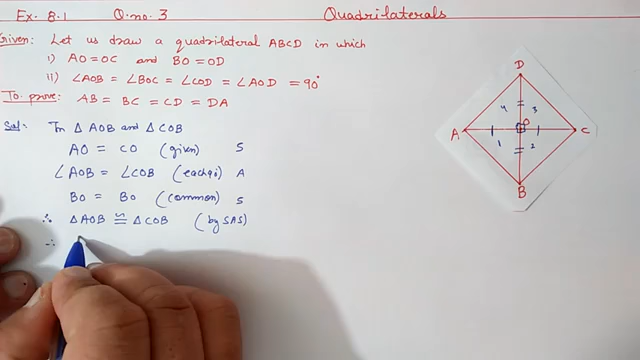 Ex. 8.1 Q.no. 3 Quadrilaterals
Given: Let us draw a quadrilateral ABCD in which
i) AO = OC and BO = OD
ii) ∠AOB = ∠BOC = ∠COD = ∠AOD = 90°
To prove: AB = BC = CD = DA
Sol: In △ AOB and △ COB
AO = CO (given) S
∠AOB = ∠COB (each 90) A
BO = BO (common) S
∴ △ AOB ≅ △ COB (by SAS)
∴
D
4 3
A O C
1 2
B